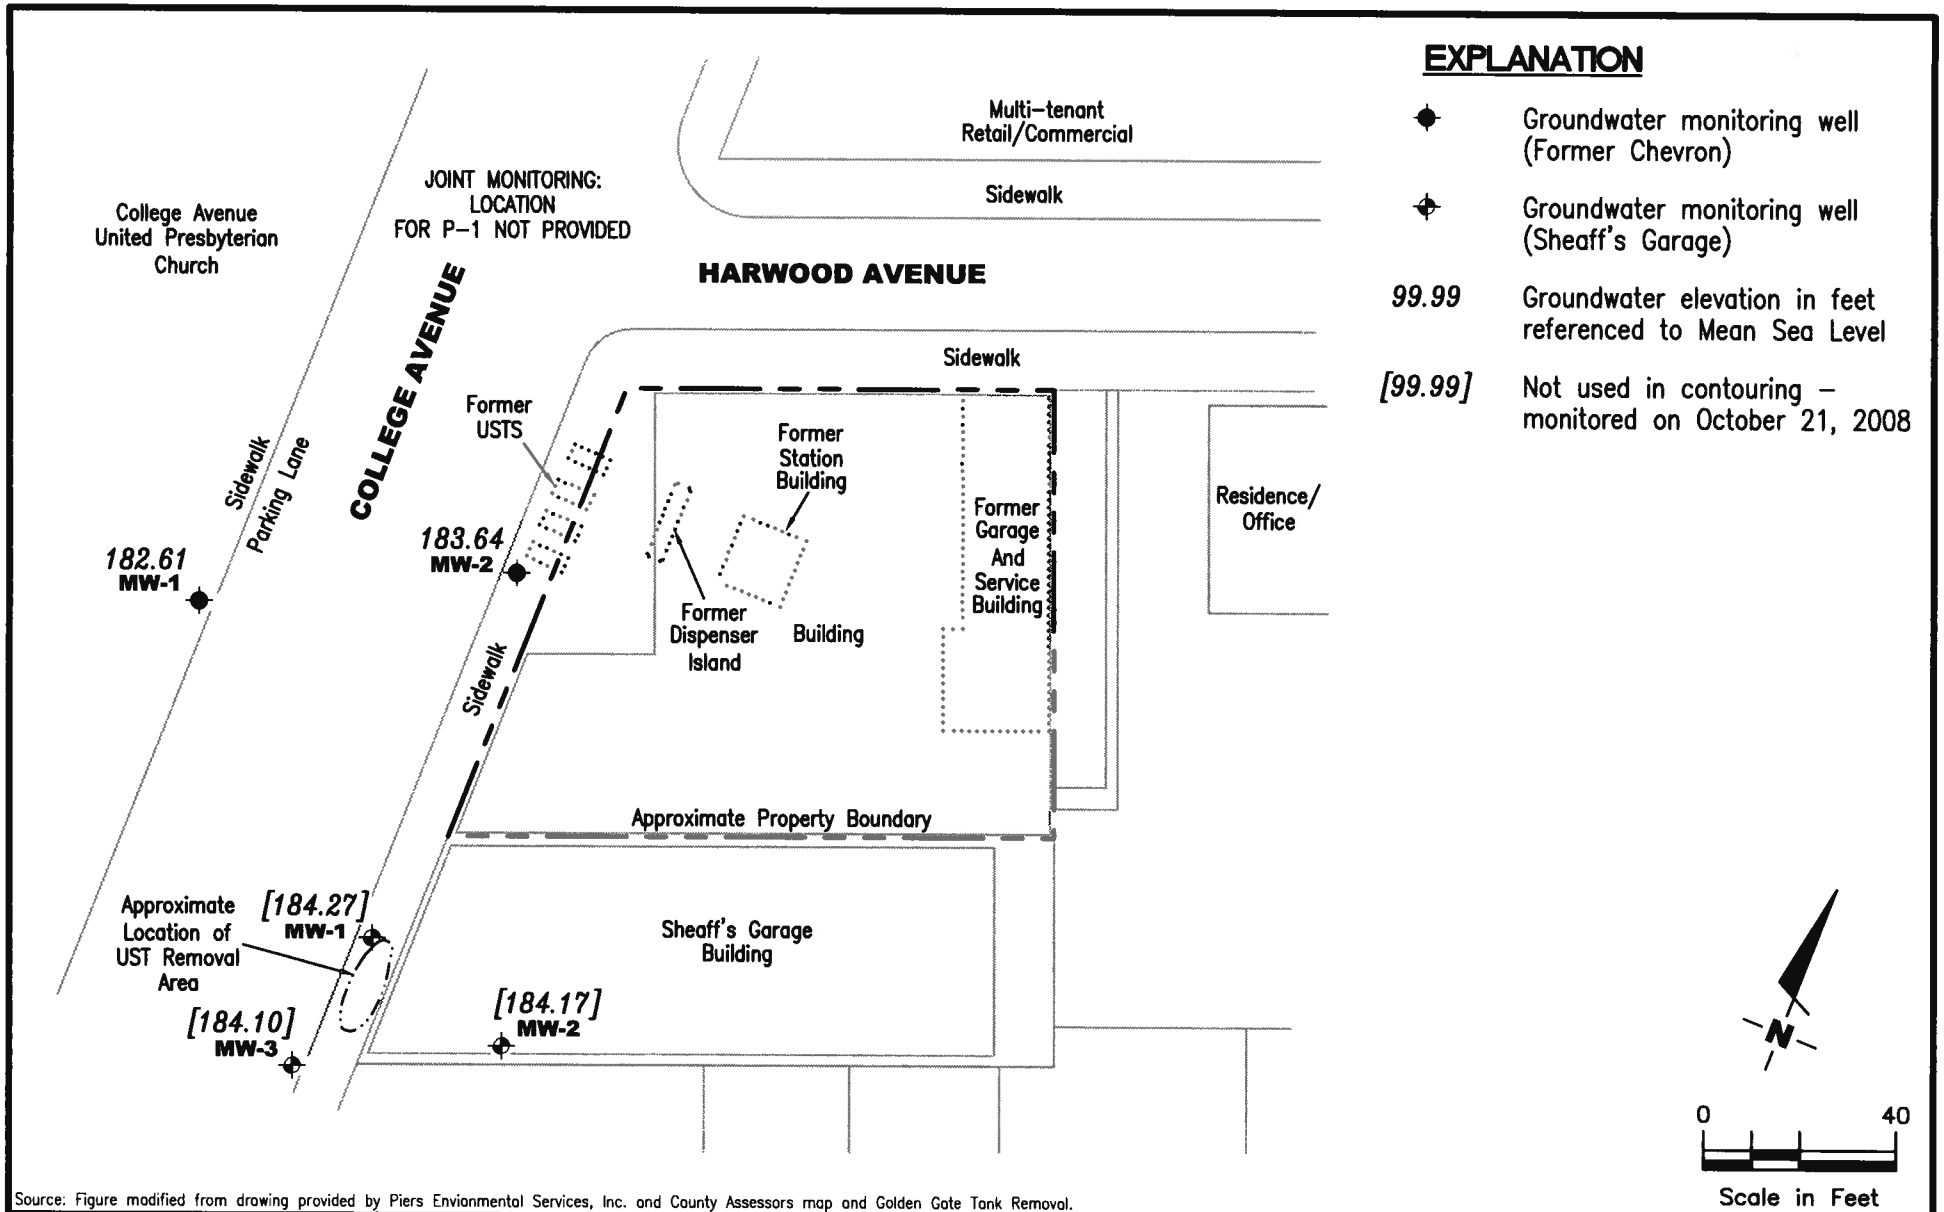 EXPLANATION
Groundwater monitoring well
(Former Chevron)
Groundwater monitoring well
(Sheaff's Garage)
99.99
Groundwater elevation in feet
referenced to Mean Sea Level
[99.99]
Not used in contouring –
monitored on October 21, 2008
Multi-tenant
Retail/Commercial
Sidewalk
JOINT MONITORING:
LOCATION
FOR P-1 NOT PROVIDED
College Avenue
United Presbyterian
Church
HARWOOD AVENUE
COLLEGE AVENUE
Sidewalk
Sidewalk
Parking Lane
Former
USTS
Former
Station
Building
Former
Garage
And
Service
Building
Residence/
Office
182.61
MW-1
183.64
MW-2
Former
Dispenser
Island
Building
Sidewalk
Approximate Property Boundary
Approximate
Location of
UST Removal
Area
[184.27]
MW-1
Sheaff's Garage
Building
[184.10]
MW-3
[184.17]
MW-2
N
0 40
Scale in Feet
Source: Figure modified from drawing provided by Piers Envionmental Services, Inc. and County Assessors map and Golden Gate Tank Removal.